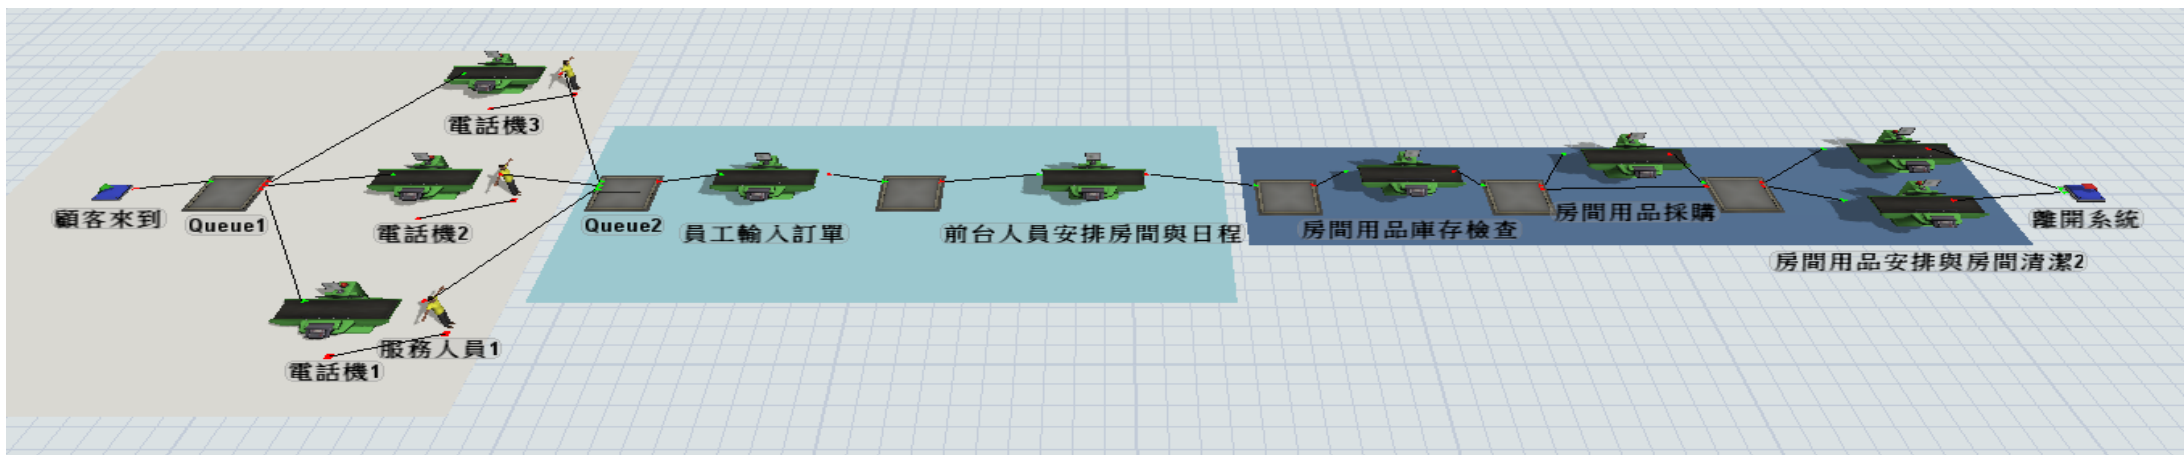 顧客來到
Queue1
電話機3
電話機2
電話機1
服務人員1
Queue2
員工輸入訂單
前台人員安排房間與日程
房間用品庫存檢查
房間用品採購
房間用品安排與房間清潔2
離開系統